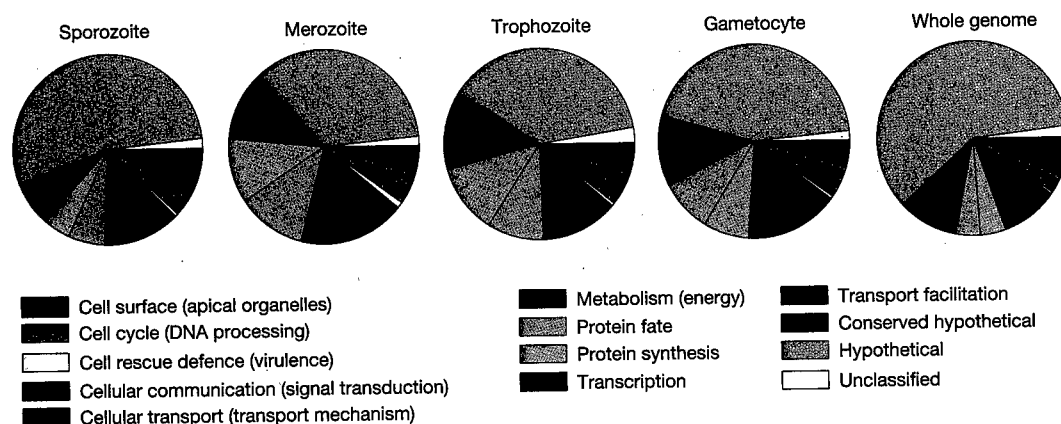 Sporozoite
Merozoite
Trophozoite
Gametocyte
Whole genome
Cell surface (apical organelles)
Cell cycle (DNA processing)
Cell rescue defence (virulence)
Cellular communication (signal transduction)
Cellular transport (transport mechanism)
Metabolism (energy)
Protein fate
Protein synthesis
Transcription
Transport facilitation
Conserved hypothetical
Hypothetical
Unclassified